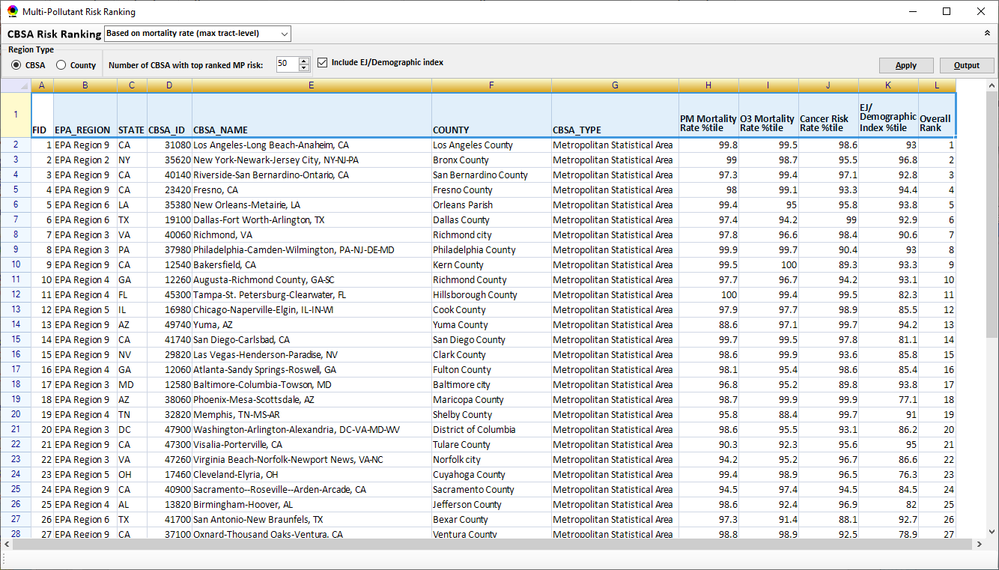 Multi-Pollutant Risk Ranking
CBSA Risk Ranking Based on mortality rate (max tract-level)
Region Type
CBSA County Number of CBSA with top ranked MP risk: 50 Include EJ/Demographic index Apply Output
A B C D E F G H I J K L
1 FID EPA_REGION STATE CBSA_ID CBSA_NAME COUNTY CBSA_TYPE PM Mortality Rate %tile O3 Mortality Rate %tile Cancer Risk Rate %tile EJ/ Demographic Index %tile Overall Rank
2 1 EPA Region 9 CA 31080 Los Angeles-Long Beach-Anaheim, CA Los Angeles County Metropolitan Statistical Area 99.8 99.5 98.6 93 1
3 2 EPA Region 2 NY 35620 New York-Newark-Jersey City, NY-NJ-PA Bronx County Metropolitan Statistical Area 99 98.7 95.5 96.8 2
4 3 EPA Region 9 CA 40140 Riverside-San Bernardino-Ontario, CA San Bernardino County Metropolitan Statistical Area 97.3 99.4 97.1 92.8 3
5 4 EPA Region 9 CA 23420 Fresno, CA Fresno County Metropolitan Statistical Area 98 99.1 93.3 94.4 4
6 5 EPA Region 6 LA 35380 New Orleans-Metairie, LA Orleans Parish Metropolitan Statistical Area 99.4 95 95.8 93.8 5
7 6 EPA Region 6 TX 19100 Dallas-Fort Worth-Arlington, TX Dallas County Metropolitan Statistical Area 97.4 94.2 99 92.9 6
8 7 EPA Region 3 VA 40060 Richmond, VA Richmond city Metropolitan Statistical Area 97.8 96.6 98.4 90.6 7
9 8 EPA Region 3 PA 37980 Philadelphia-Camden-Wilmington, PA-NJ-DE-MD Philadelphia County Metropolitan Statistical Area 99.9 99.7 90.4 93 8
10 9 EPA Region 9 CA 12540 Bakersfield, CA Kern County Metropolitan Statistical Area 99.5 100 89.3 93.3 9
11 10 EPA Region 4 GA 12260 Augusta-Richmond County, GA-SC Richmond County Metropolitan Statistical Area 97.7 96.7 94.2 93.1 10
12 11 EPA Region 4 FL 45300 Tampa-St. Petersburg-Clearwater, FL Hillsborough County Metropolitan Statistical Area 100 99.4 99.5 82.3 11
13 12 EPA Region 5 IL 16980 Chicago-Naperville-Elgin, IL-IN-WI Cook County Metropolitan Statistical Area 97.9 97.7 98.9 85.5 12
14 13 EPA Region 9 AZ 49740 Yuma, AZ Yuma County Metropolitan Statistical Area 88.6 97.1 99.7 94.2 13
15 14 EPA Region 9 CA 41740 San Diego-Carlsbad, CA San Diego County Metropolitan Statistical Area 99.7 99.5 97.8 81.1 14
16 15 EPA Region 9 NV 29820 Las Vegas-Henderson-Paradise, NV Clark County Metropolitan Statistical Area 98.6 99.9 93.6 85.8 15
17 16 EPA Region 4 GA 12060 Atlanta-Sandy Springs-Roswell, GA Fulton County Metropolitan Statistical Area 98.1 95.4 98.6 85.4 16
18 17 EPA Region 3 MD 12580 Baltimore-Columbia-Towson, MD Baltimore city Metropolitan Statistical Area 96.8 95.2 89.8 93.8 17
19 18 EPA Region 9 AZ 38060 Phoenix-Mesa-Scottsdale, AZ Maricopa County Metropolitan Statistical Area 98.7 99.9 99.9 77.1 18
20 19 EPA Region 4 TN 32820 Memphis, TN-MS-AR Shelby County Metropolitan Statistical Area 95.8 88.4 99.7 91 19
21 20 EPA Region 3 DC 47900 Washington-Arlington-Alexandria, DC-VA-MD-WV District of Columbia Metropolitan Statistical Area 98.6 95.5 93.1 86.2 20
22 21 EPA Region 9 CA 47300 Visalia-Porterville, CA Tulare County Metropolitan Statistical Area 90.3 92.3 95.6 95 21
23 22 EPA Region 3 VA 47260 Virginia Beach-Norfolk-Newport News, VA-NC Norfolk city Metropolitan Statistical Area 94.2 95.2 96.7 86.6 22
24 23 EPA Region 5 OH 17460 Cleveland-Elyria, OH Cuyahoga County Metropolitan Statistical Area 99.4 98.9 96.5 76.3 23
25 24 EPA Region 9 CA 40900 Sacramento--Roseville--Arden-Arcade, CA Sacramento County Metropolitan Statistical Area 94.5 97.4 94.5 84.5 24
26 25 EPA Region 4 AL 13820 Birmingham-Hoover, AL Jefferson County Metropolitan Statistical Area 98.6 92.4 96.9 82 25
27 26 EPA Region 6 TX 41700 San Antonio-New Braunfels, TX Bexar County Metropolitan Statistical Area 97.3 91.4 88.1 92.7 26
28 27 EPA Region 9 CA 37100 Oxnard-Thousand Oaks-Ventura, CA Ventura County Metropolitan Statistical Area 98.8 98.9 92.5 78.9 27